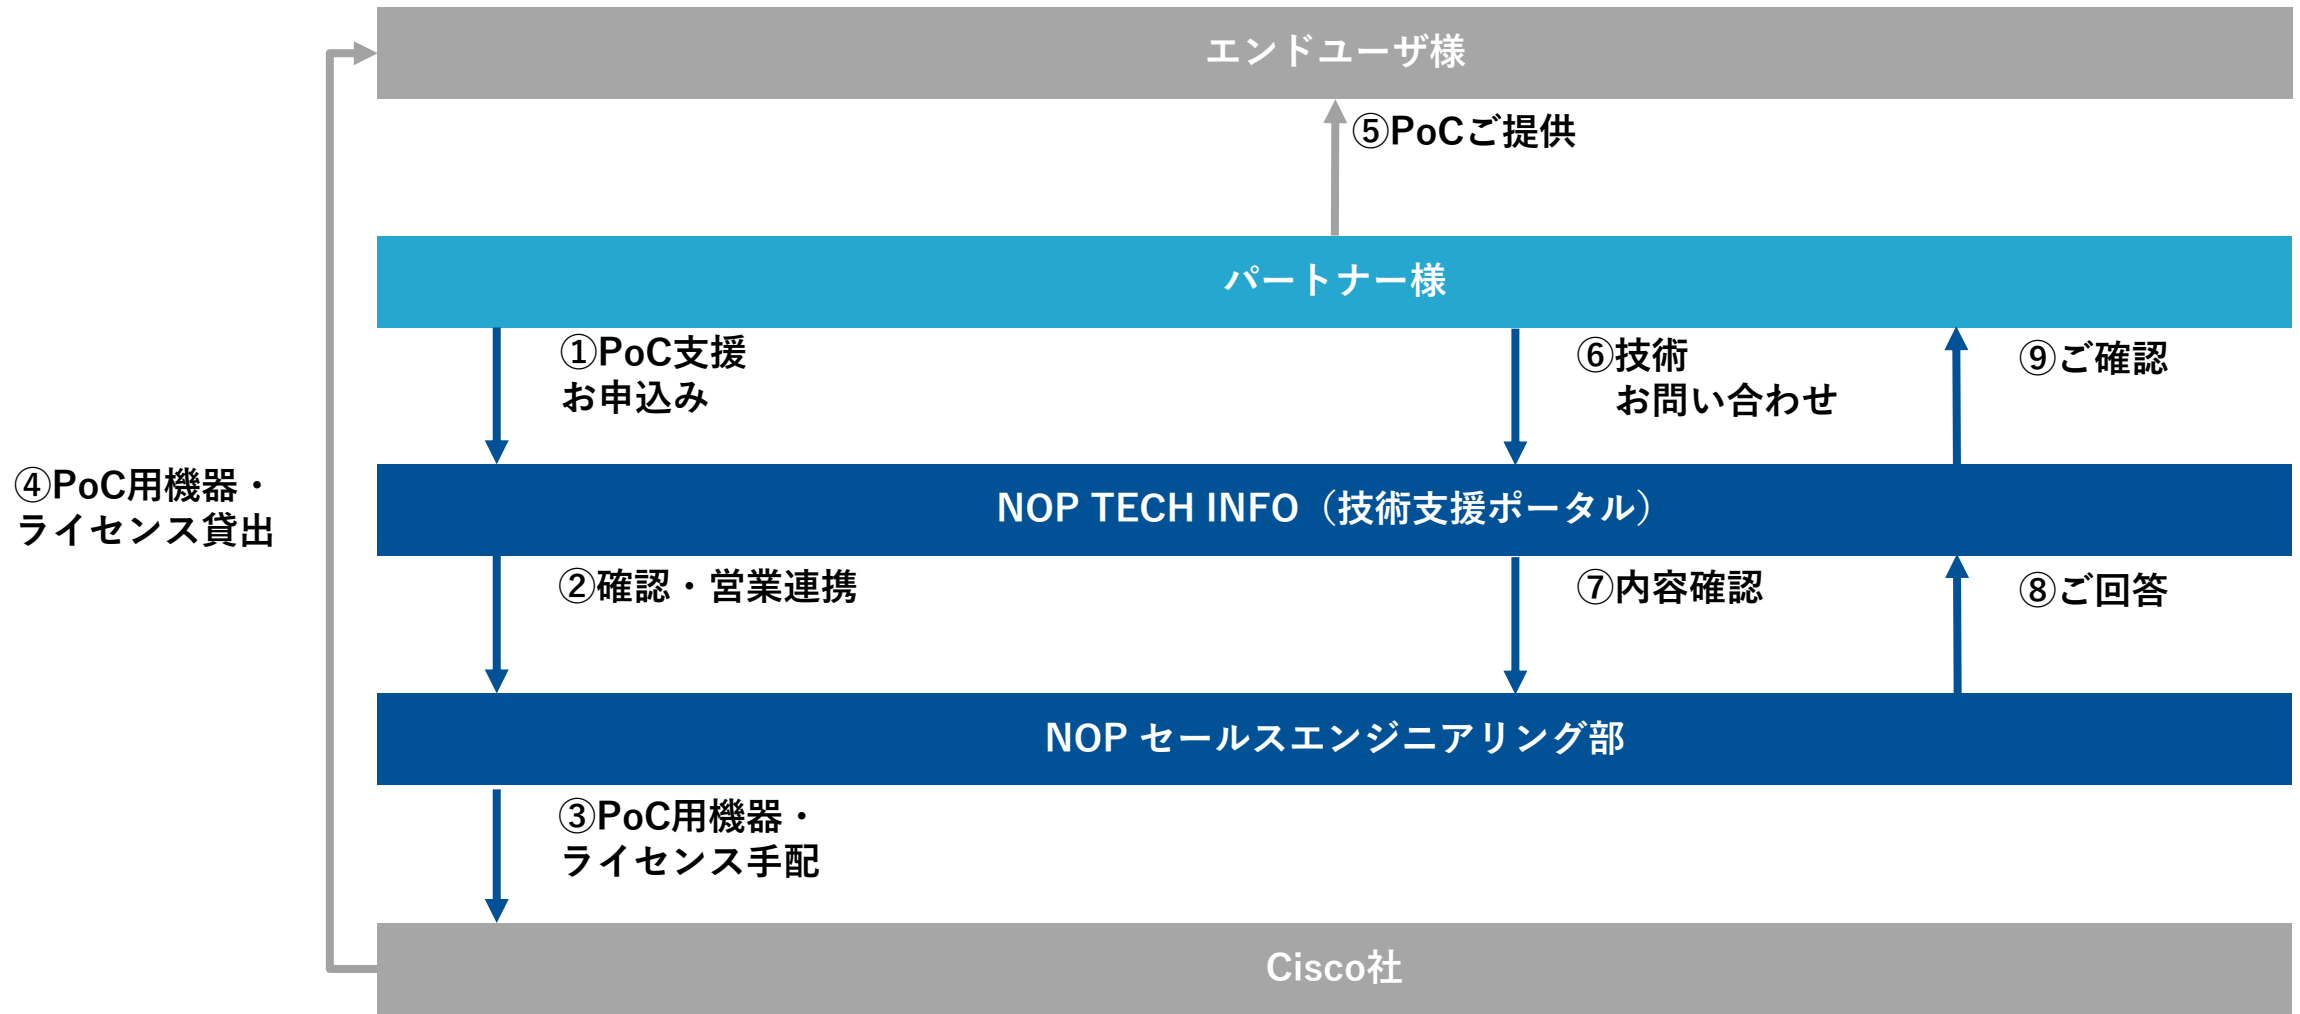 エンドユーザ様
⑤PoCご提供
パートナー様
①PoC支援
お申込み
⑥技術
お問い合わせ
⑨ご確認
④PoC用機器・
ライセンス貸出
NOP TECH INFO（技術支援ポータル）
②確認・営業連携
⑦内容確認
⑧ご回答
NOP セールスエンジニアリング部
③PoC用機器・
ライセンス手配
Cisco社